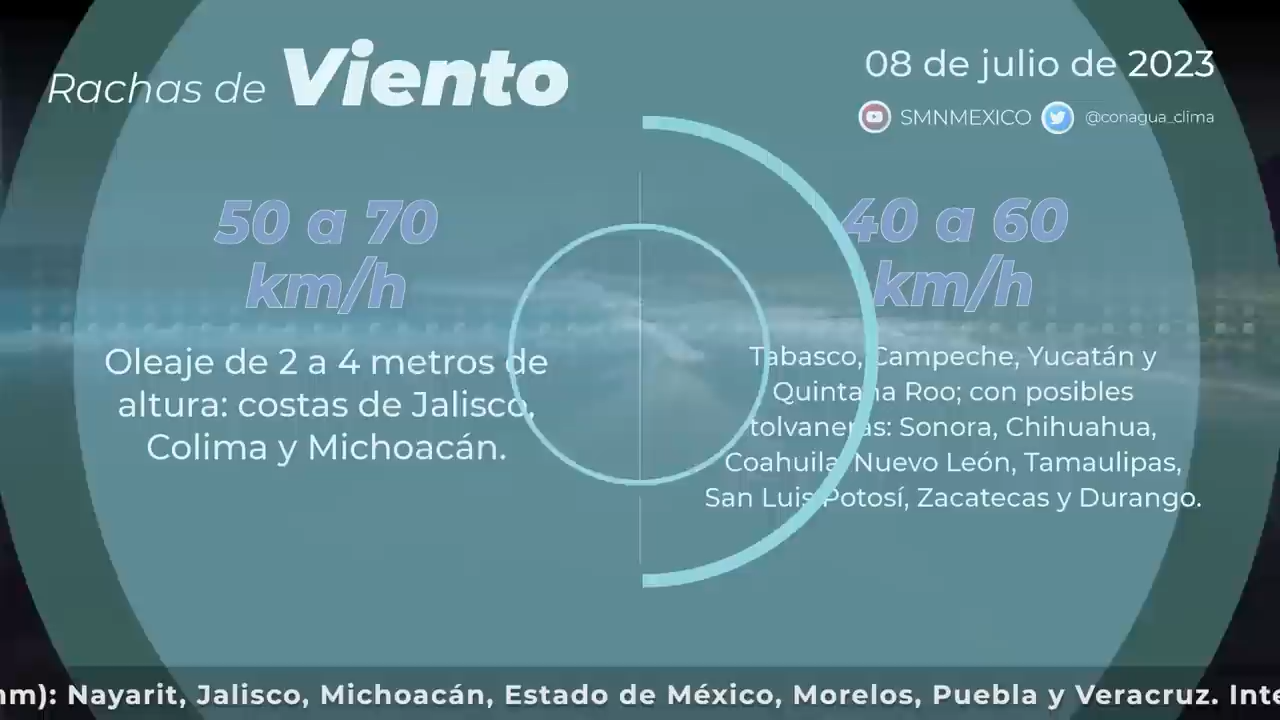 Rachas de Viento
08 de julio de 2023
SMNMEXICO @conagua_clima
50 a 70
km/h
Oleaje de 2 a 4 metros de
altura: costas de Jalisco,
Colima y Michoacán.
40 a 60
km/h
Tabasco, Campeche, Yucatán y
Quintana Roo; con posibles
tolvaneras: Sonora, Chihuahua,
Coahuila, Nuevo León, Tamaulipas,
San Luis Potosí, Zacatecas y Durango.
mm): Nayarit, Jalisco, Michoacán, Estado de México, Morelos, Puebla y Veracruz. Inte